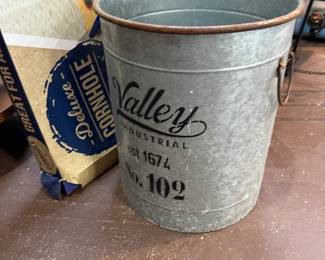 Deluxe
CORNHOLE
GREAT FOR
Valley
INDUSTRIAL
est 1674
No. 102